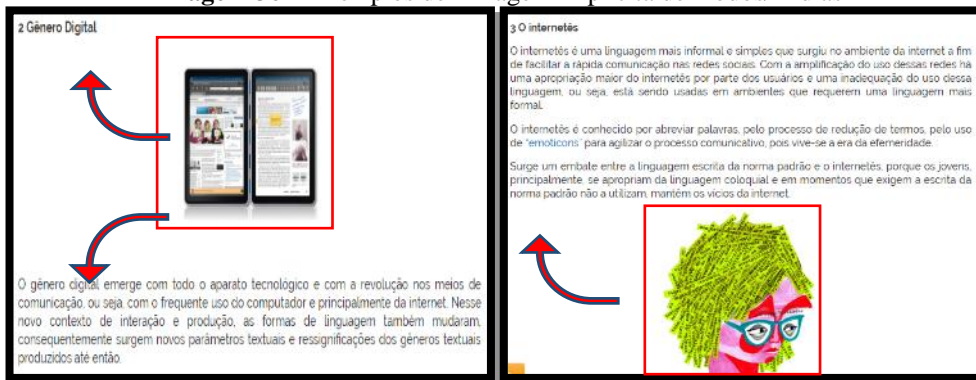 2 Gênero Digital
O gênero digital emerge com todo o aparato tecnológico e com a revolução nos meios de
comunicação, ou seja, com o frequente uso do computador e principalmente da internet. Nesse
novo contexto de interação e produção, as formas de linguagem também mudaram,
consequentemente surgem novos parâmetros textuais e ressignificações dos gêneros textuais
produzidos até então.
3 O internetês
O internetês é uma linguagem mais informal e simples que surgiu no ambiente da internet a fim
de facilitar a rápida comunicação nas redes sociais. Com a amplificação do uso dessas redes há
uma apropriação maior do internetês por parte dos usuários e uma inadequação do uso dessa
linguagem, ou seja, está sendo usadas em ambientes que requerem uma linguagem mais
formal.
O internetês é conhecido por abreviar palavras, pelo processo de redução de termos, pelo uso
de "emoticons" para agilizar o processo comunicativo, pois vive-se a era da efemeridade.
Surge um embate entre a linguagem escrita da norma padrão e o internetês, porque os jovens,
principalmente, se apropriam da linguagem coloquial e em momentos que exigem a escrita da
norma padrão não a utilizam, mantém os vícios da internet.